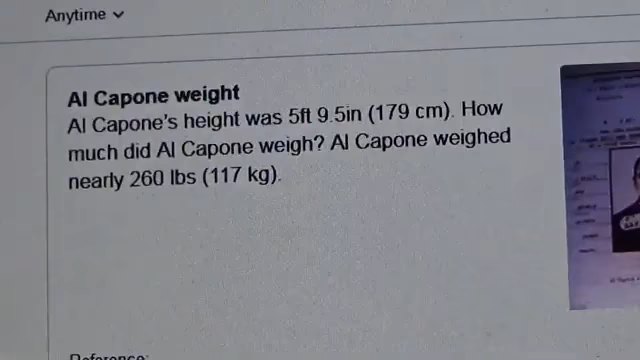 Anytime
Al Capone weight
Al Capone's height was 5ft 9.5in (179 cm). How
much did Al Capone weigh? Al Capone weighed
nearly 260 lbs (117 kg).
Reference: